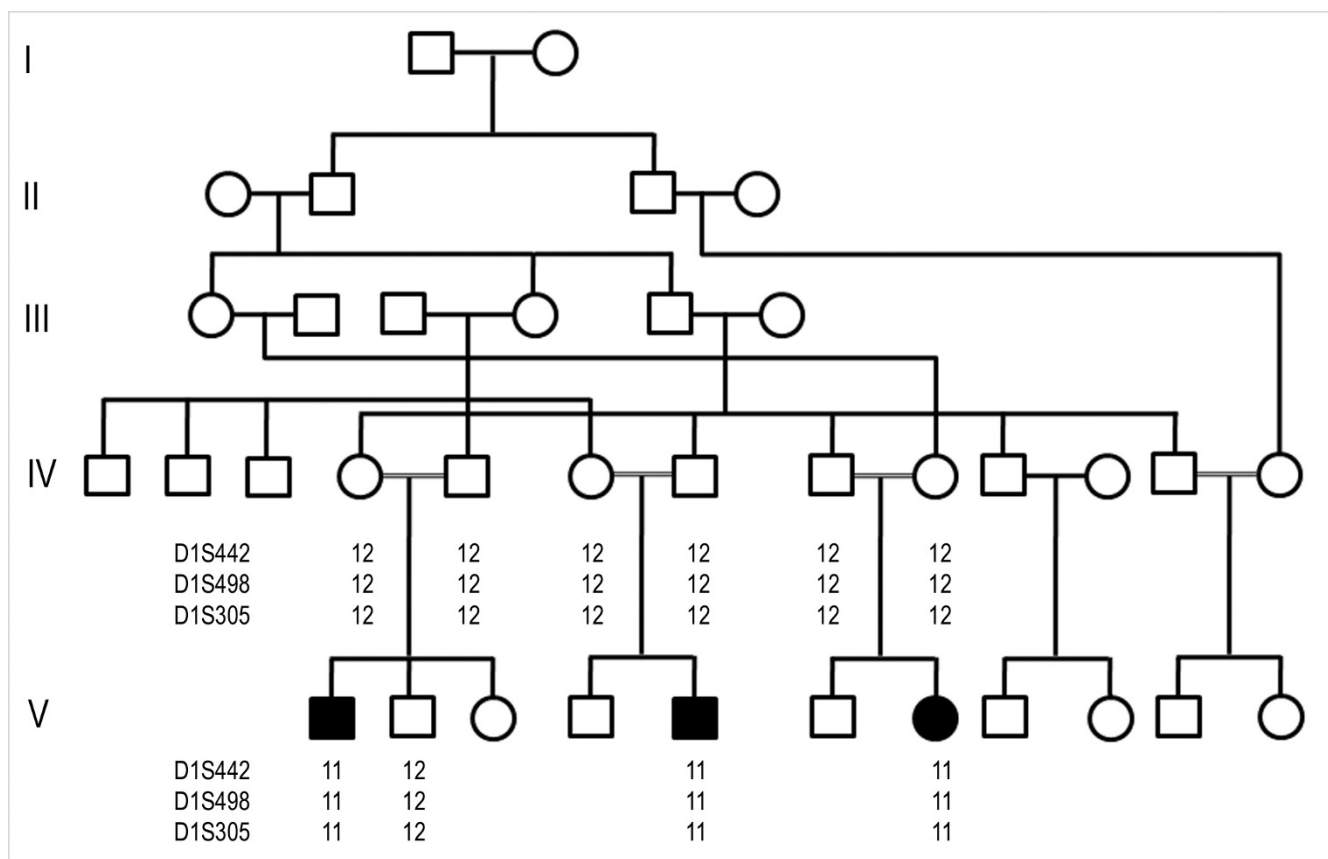 I
II
III
IV
D1S442 12 12 12 12 12 12
D1S498 12 12 12 12 12 12
D1S305 12 12 12 12 12 12
V
D1S442 11 12 11 11
D1S498 11 12 11 11
D1S305 11 12 11 11